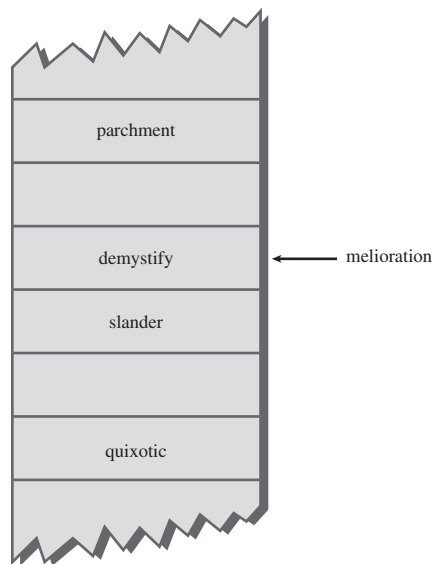 parchment
demystify
melioration
slander
quixotic